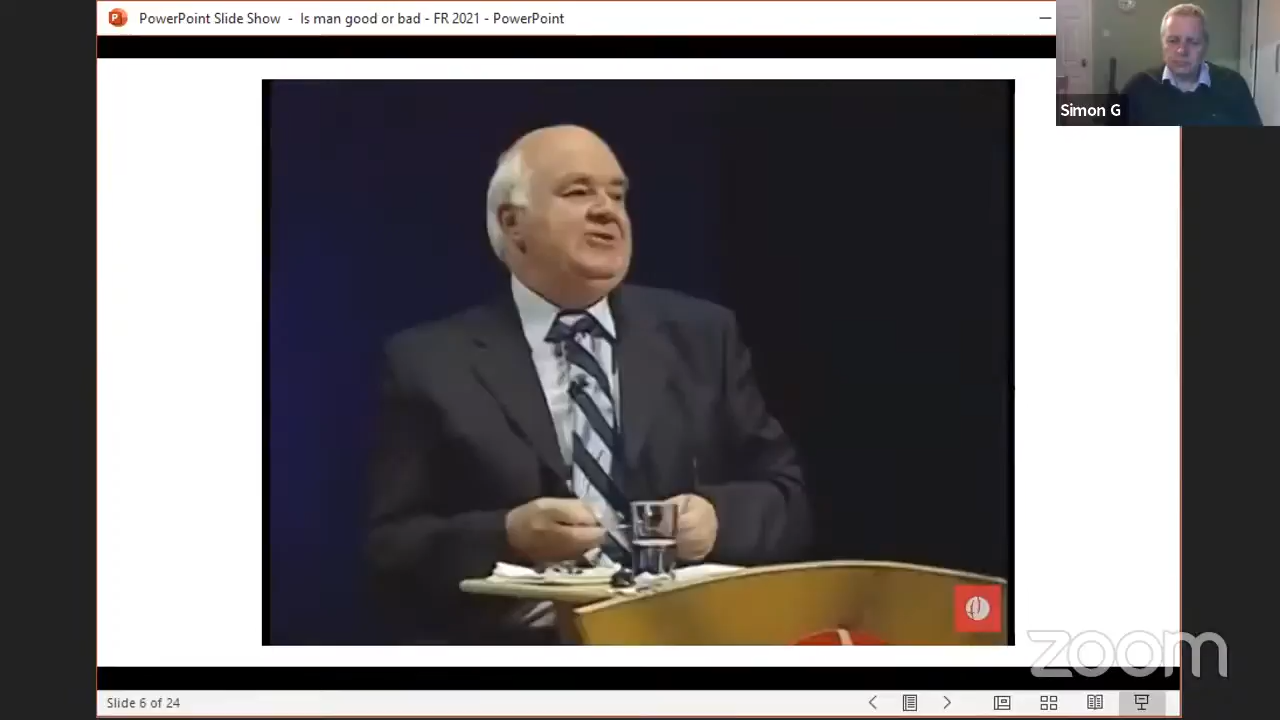 PowerPoint Slide Show - Is man good or bad - FR 2021 - PowerPoint
Simon G
zoom
Slide 6 of 24